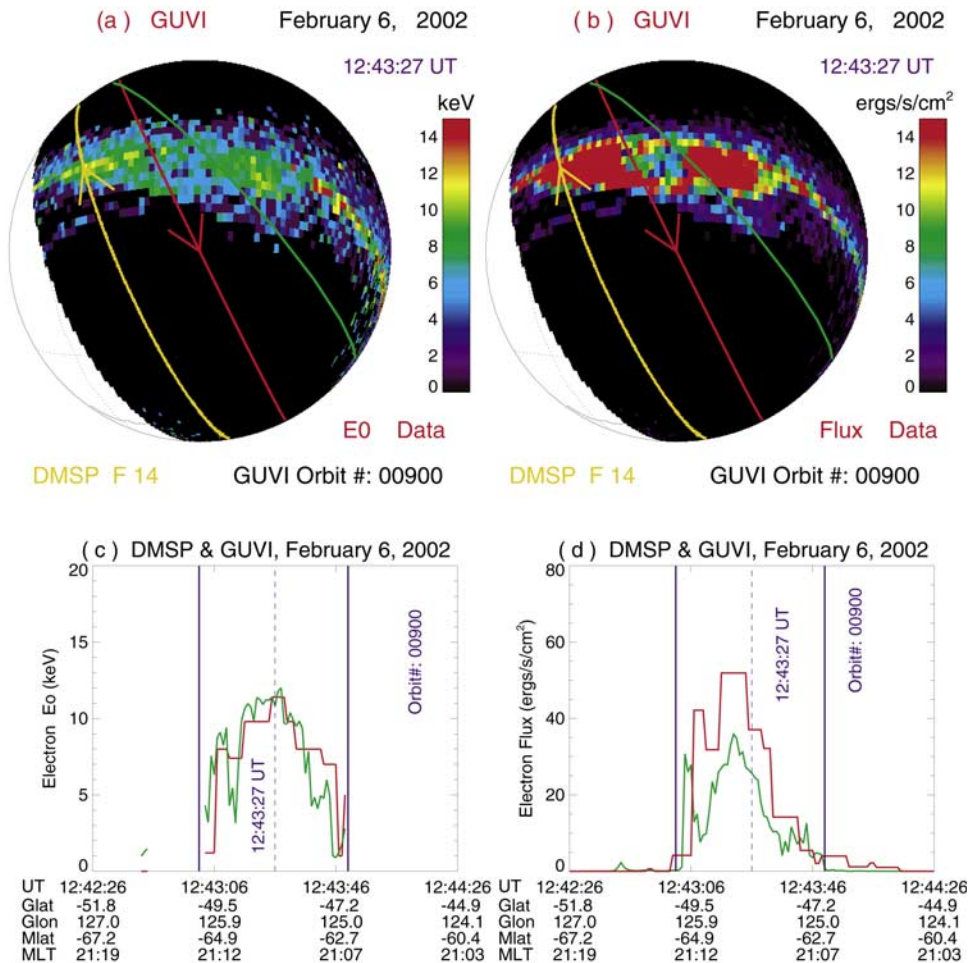 (a) GUVI February 6, 2002
12:43:27 UT
keV
14
12
10
8
6
4
2
0
E0 Data
DMSP F 14 GUVI Orbit #: 00900
(b) GUVI February 6, 2002
12:43:27 UT
ergs/s/cm²
14
12
10
8
6
4
2
0
Flux Data
DMSP F 14 GUVI Orbit #: 00900
(c) DMSP & GUVI, February 6, 2002
20
15
10
5
0
Electron Eo (keV)
12:43:27 UT
Orbit#: 00900
UT 12:42:26 12:43:06 12:43:46 12:44:26
Glat -51.8 -49.5 -47.2 -44.9
Glon 127.0 125.9 125.0 124.1
Mlat -67.2 -64.9 -62.7 -60.4
MLT 21:19 21:12 21:07 21:03
(d) DMSP & GUVI, February 6, 2002
80
60
40
20
0
Electron Flux (ergs/s/cm²)
12:43:27 UT
Orbit#: 00900
UT 12:42:26 12:43:06 12:43:46 12:44:26
Glat -51.8 -49.5 -47.2 -44.9
Glon 127.0 125.9 125.0 124.1
Mlat -67.2 -64.9 -62.7 -60.4
MLT 21:19 21:12 21:07 21:03